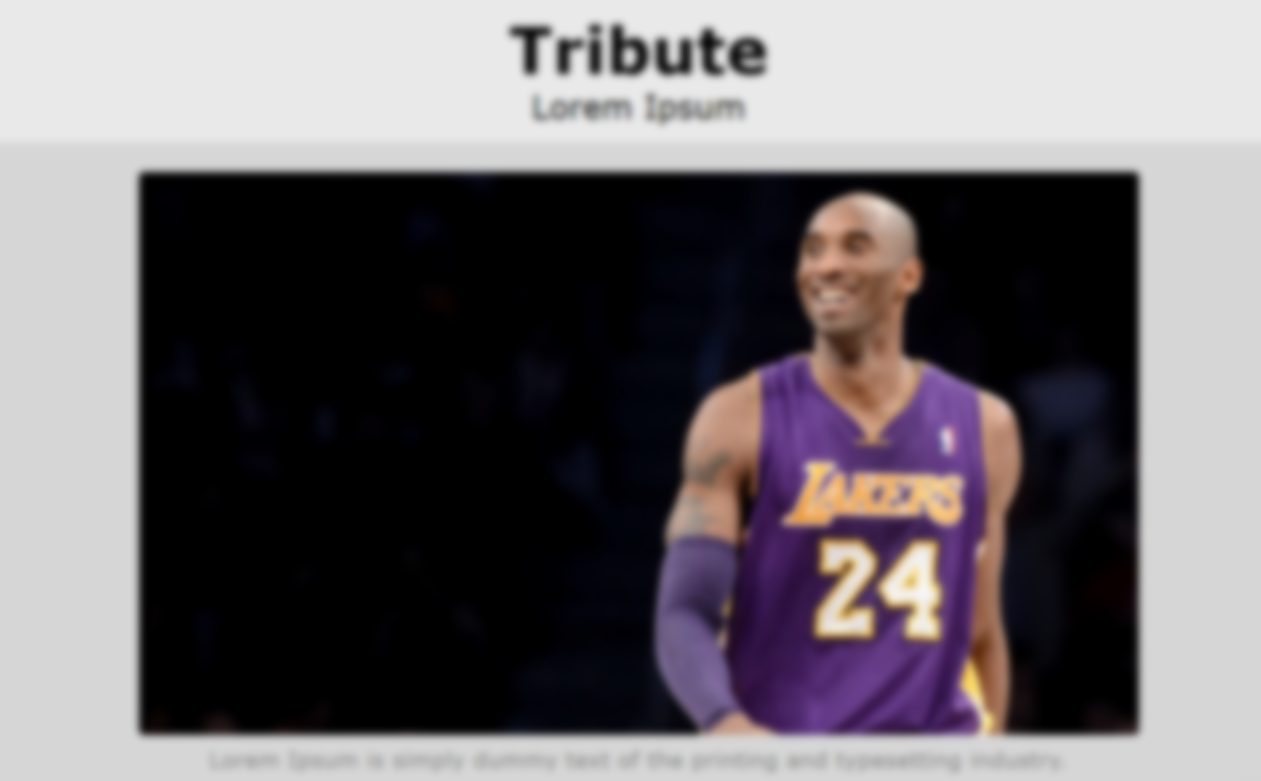 Tribute
Lorem Ipsum
LAKERS
24
Lorem Ipsum is simply dummy text of the printing and typesetting industry.